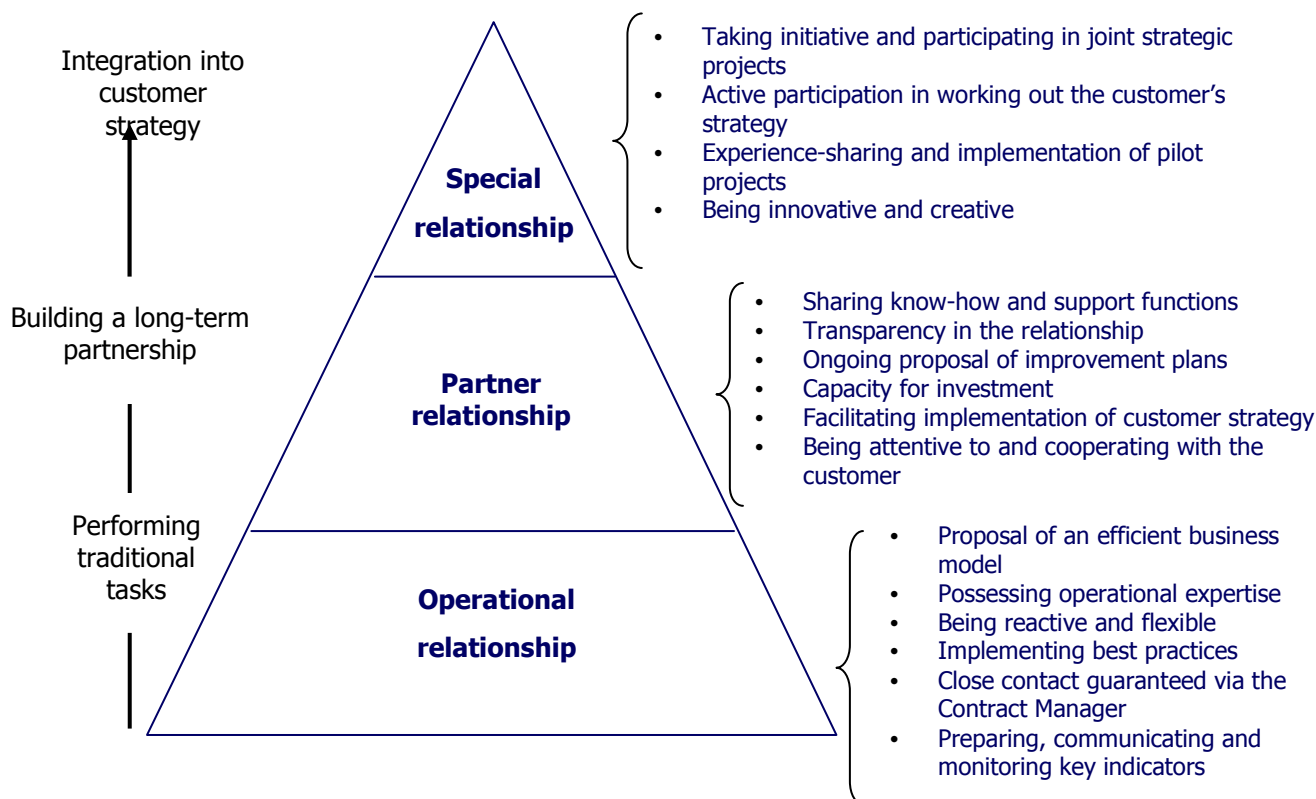 Integration into
customer
strategy
Special
relationship
• Taking initiative and participating in joint strategic
projects
• Active participation in working out the customer's
strategy
• Experience-sharing and implementation of pilot
projects
• Being innovative and creative
Building a long-term
partnership
Partner
relationship
• Sharing know-how and support functions
• Transparency in the relationship
• Ongoing proposal of improvement plans
• Capacity for investment
• Facilitating implementation of customer strategy
• Being attentive to and cooperating with the
customer
Performing
traditional
tasks
Operational
relationship
• Proposal of an efficient business
model
• Possessing operational expertise
• Being reactive and flexible
• Implementing best practices
• Close contact guaranteed via the
Contract Manager
• Preparing, communicating and
monitoring key indicators